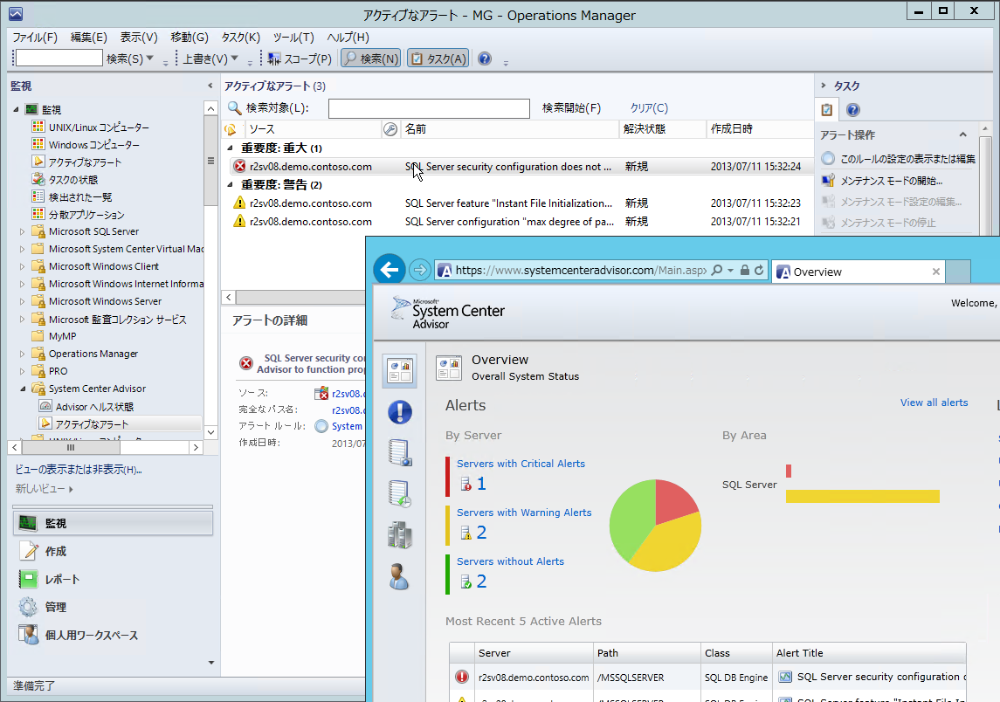 アクティブなアラート - MG - Operations Manager
ファイル(F) 編集(E) 表示(V) 移動(G) タスク(K) ツール(T) ヘルプ(H)
検索(S) 上書き(V) スコープ(P) 検索(N) タスク(A)
監視
監視
UNIX/Linux コンピューター
Windows コンピューター
アクティブなアラート
タスクの状態
検出された一覧
分散アプリケーション
Microsoft SQL Server
Microsoft System Center Virtual Mac
Microsoft Windows Client
Microsoft Windows Internet Informa
Microsoft Windows Server
Microsoft 監査コレクション サービス
MyMP
Operations Manager
PRO
System Center Advisor
Advisor ヘルス状態
アクティブなアラート
ビューの表示または非表示(H)...
新しいビュー
監視
作成
レポート
管理
個人用ワークスペース
準備完了
アクティブなアラート (3)
検索対象(L): 検索開始(F) クリア(C)
ソース 名前 解決状態 作成日時
重要度: 重大 (1)
r2sv08.demo.contoso.com SQL Server security configuration does not ... 新規 2013/07/11 15:32:24
重要度: 警告 (2)
r2sv08.demo.contoso.com SQL Server feature "Instant File Initialization... 新規 2013/07/11 15:32:23
r2sv08.demo.contoso.com SQL Server configuration "max degree of pa... 新規 2013/07/11 15:32:21
アラートの詳細
SQL Server security co
Advisor to function pro
ソース: r2sv08.
完全なパス名: r2sv08.
アラート ルール: System
作成日時: 2013/07
タスク
アラート操作
このルールの設定の表示または編集
メンテナンス モードの開始...
メンテナンス モード設定の編集...
メンテナンス モードの停止
https://www.systemcenteradvisor.com/Main.asp Overview
Microsoft
System Center
Advisor
Welcome,
Overview
Overall System Status
Alerts
View all alerts
By Server
By Area
Servers with Critical Alerts
1
Servers with Warning Alerts
2
Servers without Alerts
2
SQL Server
Most Recent 5 Active Alerts
Server Path Class Alert Title
r2sv08.demo.contoso.com /MSSQLSERVER SQL DB Engine SQL Server security configuration